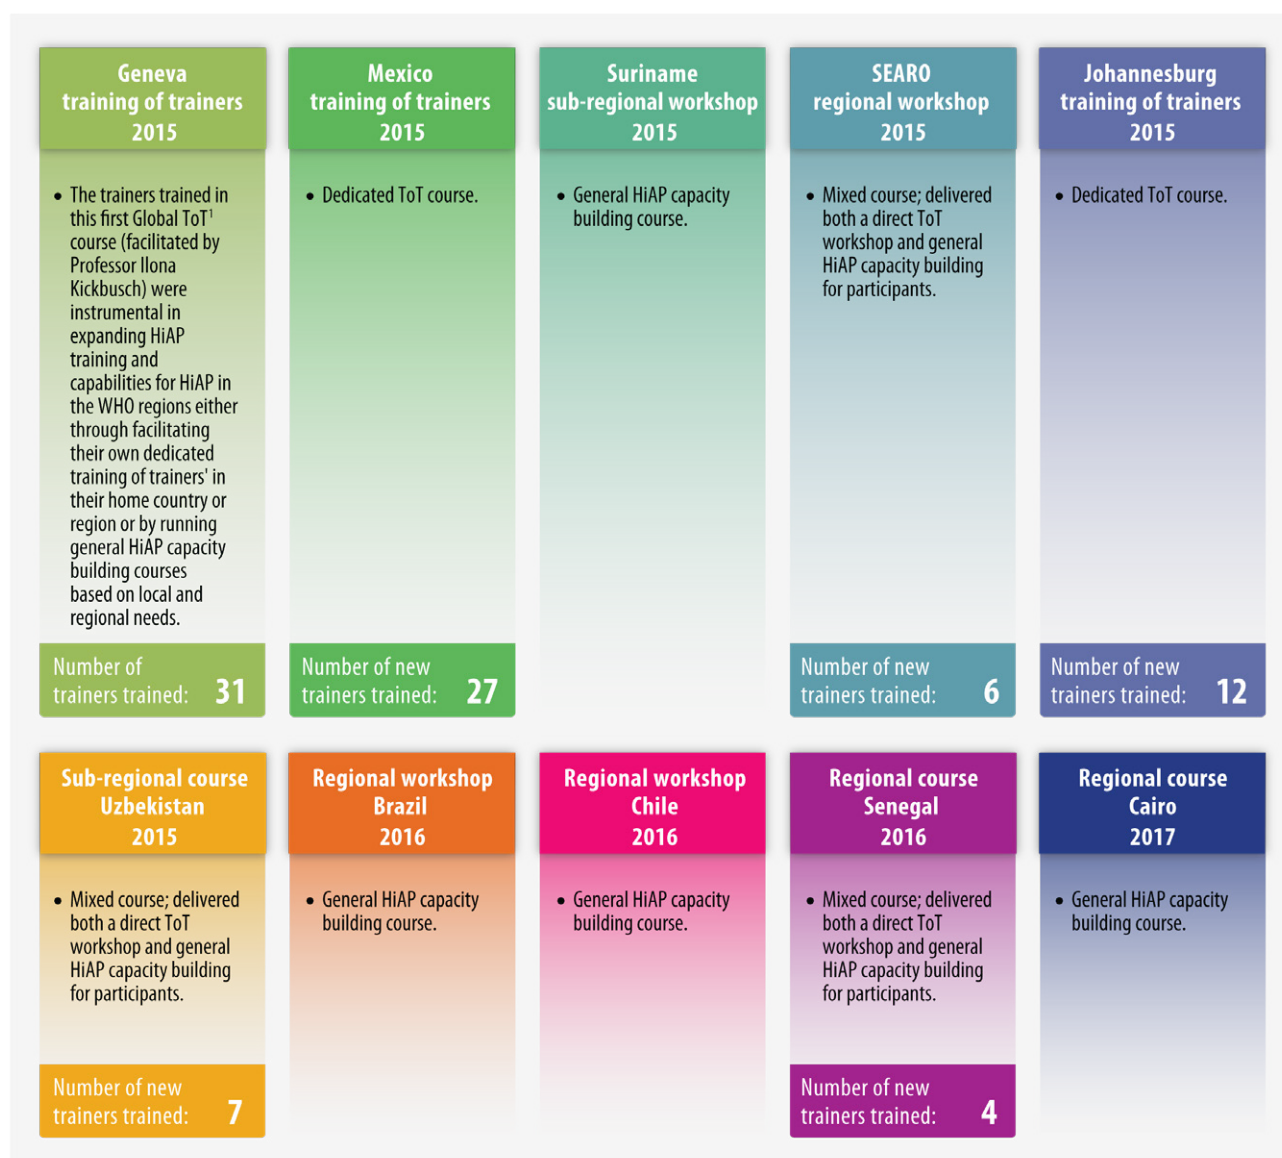 Geneva
training of trainers
2015
• The trainers trained in
this first Global ToT¹
course (facilitated by
Professor Ilona
Kickbusch) were
instrumental in
expanding HiAP
training and
capabilities for HiAP in
the WHO regions either
through facilitating
their own dedicated
training of trainers' in
their home country or
region or by running
general HiAP capacity
building courses
based on local and
regional needs.
Number of
trainers trained: 31
Mexico
training of trainers
2015
• Dedicated ToT course.
Number of new
trainers trained: 27
Suriname
sub-regional workshop
2015
• General HiAP capacity
building course.
SEARO
regional workshop
2015
• Mixed course; delivered
both a direct ToT
workshop and general
HiAP capacity building
for participants.
Number of new
trainers trained: 6
Johannesburg
training of trainers
2015
• Dedicated ToT course.
Number of new
trainers trained: 12
Sub-regional course
Uzbekistan
2015
• Mixed course; delivered
both a direct ToT
workshop and general
HiAP capacity building
for participants.
Number of new
trainers trained: 7
Regional workshop
Brazil
2016
• General HiAP capacity
building course.
Regional workshop
Chile
2016
• General HiAP capacity
building course.
Regional course
Senegal
2016
• Mixed course; delivered
both a direct ToT
workshop and general
HiAP capacity building
for participants.
Number of new
trainers trained: 4
Regional course
Cairo
2017
• General HiAP capacity
building course.